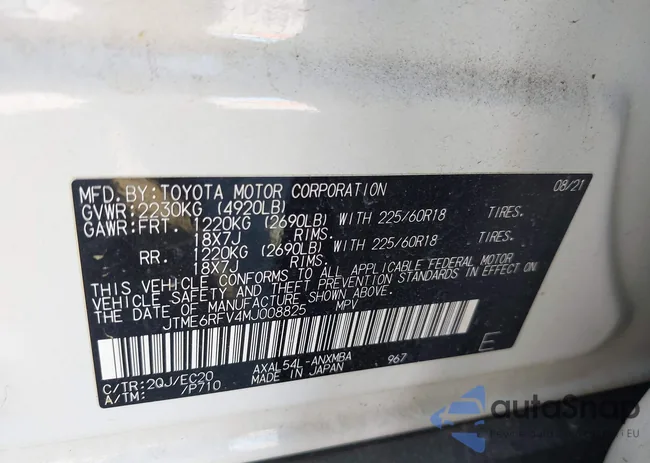 MFD. BY: TOYOTA MOTOR CORPORATION 08/21
GVWR: 2230KG (4920LB)
GAWR: FRT. 1220KG (2690LB) WITH 225/60R18 TIRES.
18X7J RIMS.
RR. 1220KG (2690LB) WITH 225/60R18 TIRES.
18X7J RIMS.
THIS VEHICLE CONFORMS TO ALL APPLICABLE FEDERAL MOTOR
VEHICLE SAFETY AND THEFT PREVENTION STANDARDS IN EFFECT ON
THE DATE OF MANUFACTURE SHOWN ABOVE.
JTME6RFV4MJ008825 MPV
E
C/TR: 2QJ/EC20 AXAL54L-ANXMBA 967
A/TM: /P710 MADE IN JAPAN
autoSnap
EU